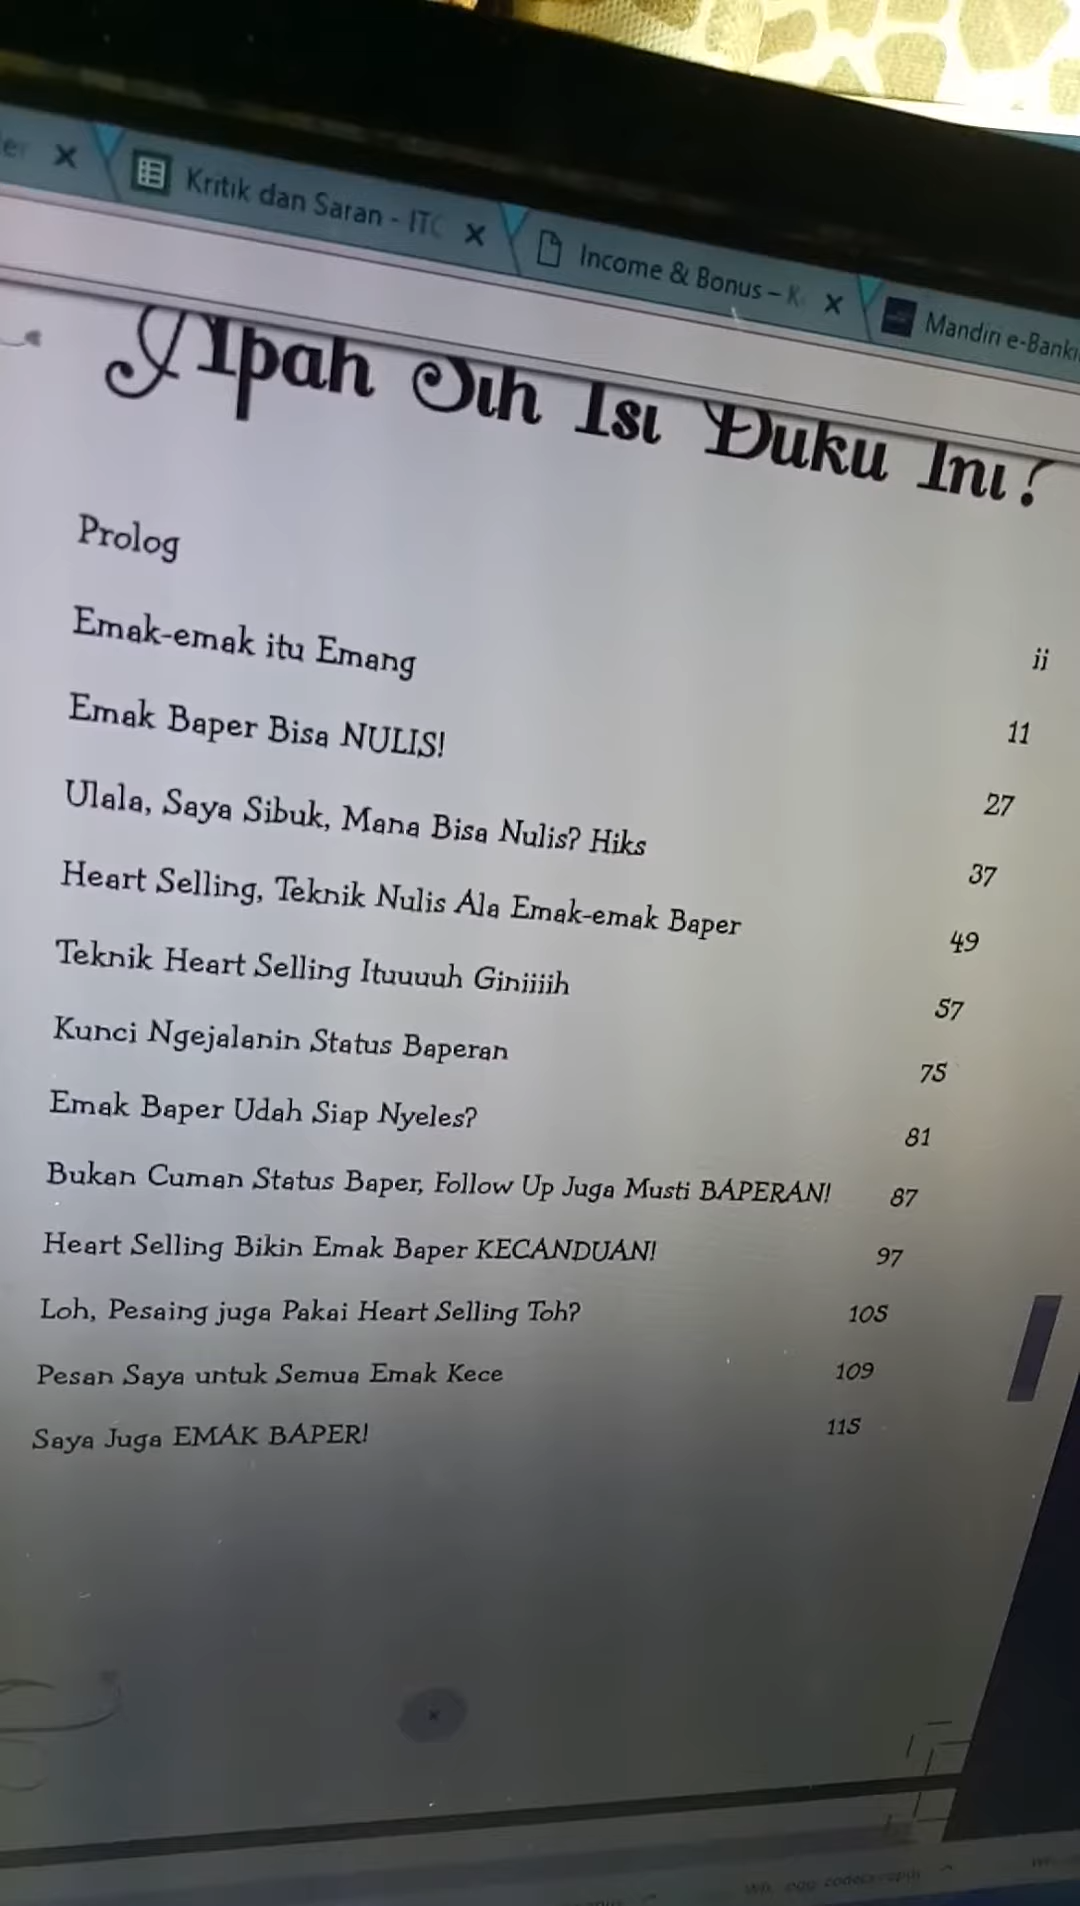 Kritik dan Saran - ITC
Income & Bonus – K
Mandiri e-Banki
Apah Sih Isi Buku Ini?
Prolog ii
Emak-emak itu Emang 11
Emak Baper Bisa NULIS! 27
Ulala, Saya Sibuk, Mana Bisa Nulis? Hiks 37
Heart Selling, Teknik Nulis Ala Emak-emak Baper 49
Teknik Heart Selling Ituuuuh Giniiiih 57
Kunci Ngejalanin Status Baperan 75
Emak Baper Udah Siap Nyeles? 81
Bukan Cuman Status Baper, Follow Up Juga Musti BAPERAN! 87
Heart Selling Bikin Emak Baper KECANDUAN! 97
Loh, Pesaing juga Pakai Heart Selling Toh? 105
Pesan Saya untuk Semua Emak Kece 109
Saya Juga EMAK BAPER! 115